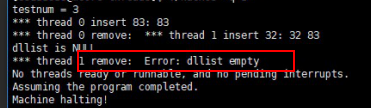 testnum = 3
*** thread 0 insert 83: 83
*** thread 0 remove:  *** thread 1 insert 32: 32 83
dllist is NULL
*** thread 1 remove:  Error: dllist empty
No threads ready or runnable, and no pending interrupts.
Assuming the program completed.
Machine halting!